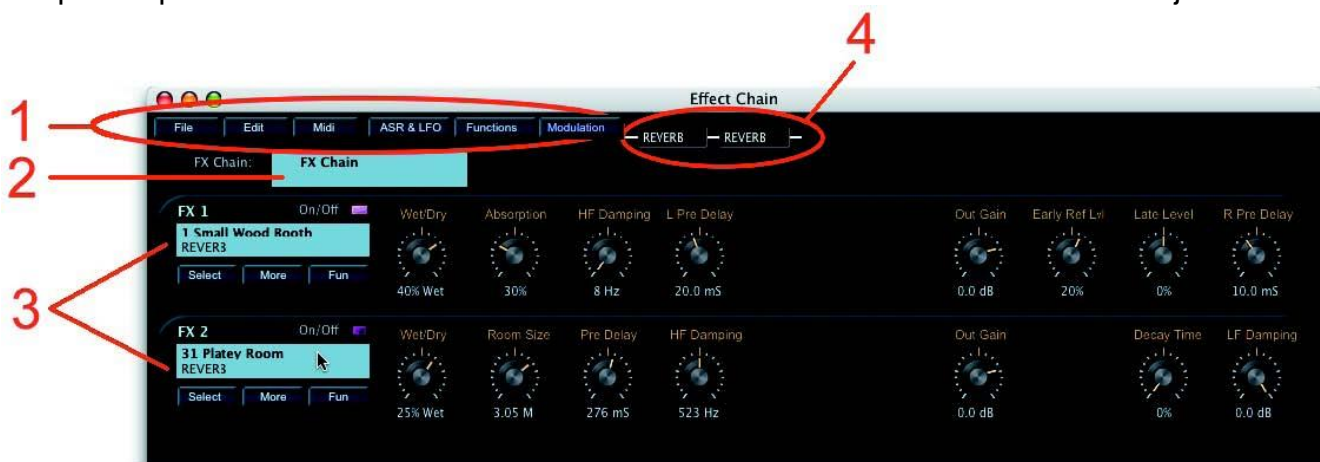 4
Effect Chain
1
File Edit Midi ASR & LFO Functions Modulation REVERB REVERB
2
FX Chain: FX Chain
FX 1 On/Off Wet/Dry Absorption HF Damping L Pre Delay Out Gain Early Ref Lvl Late Level R Pre Delay
1 Small Wood Booth
REVER3
Select More Fun
40% Wet 30% 8 Hz 20.0 mS 0.0 dB 20% 0% 10.0 mS
3
FX 2 On/Off Wet/Dry Room Size Pre Delay HF Damping Out Gain Decay Time LF Damping
31 Platey Room
REVER3
Select More Fun
25% Wet 3.05 M 276 mS 523 Hz 0.0 dB 0% 0.0 dB